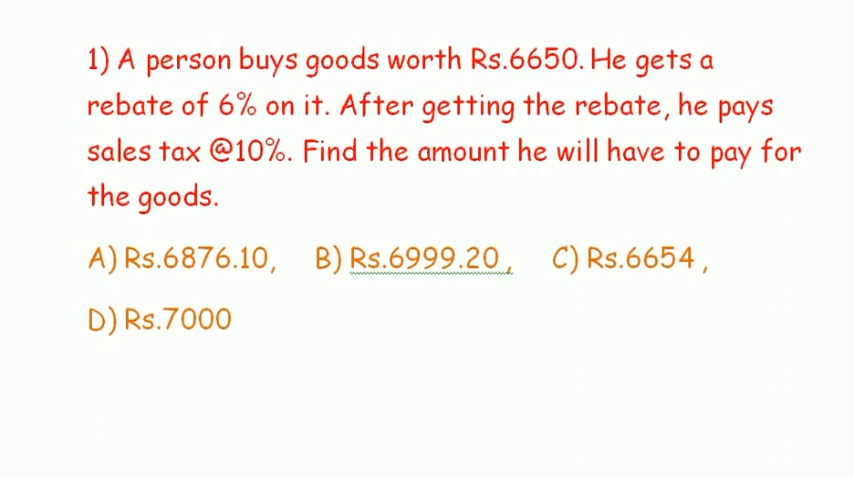 1) A person buys goods worth Rs.6650. He gets a
rebate of 6% on it. After getting the rebate, he pays
sales tax @10%. Find the amount he will have to pay for
the goods.
A) Rs.6876.10, B) Rs.6999.20 , C) Rs.6654 ,
D) Rs.7000